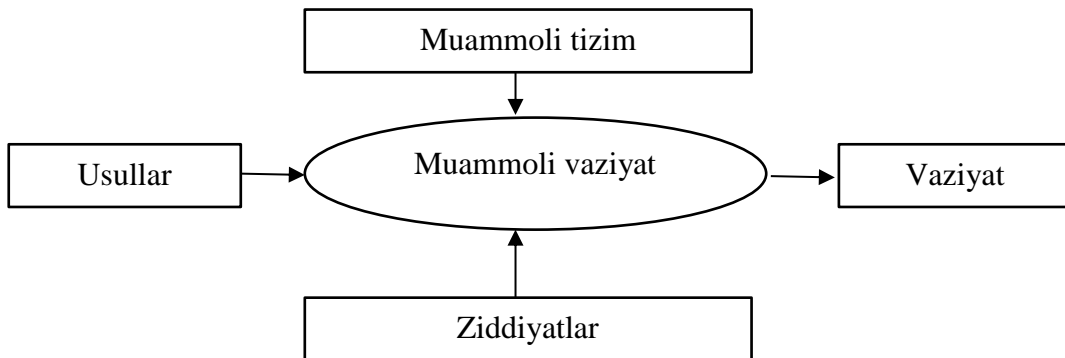 Muammoli tizim
Usullar
Muammoli vaziyat
Vaziyat
Ziddiyatlar